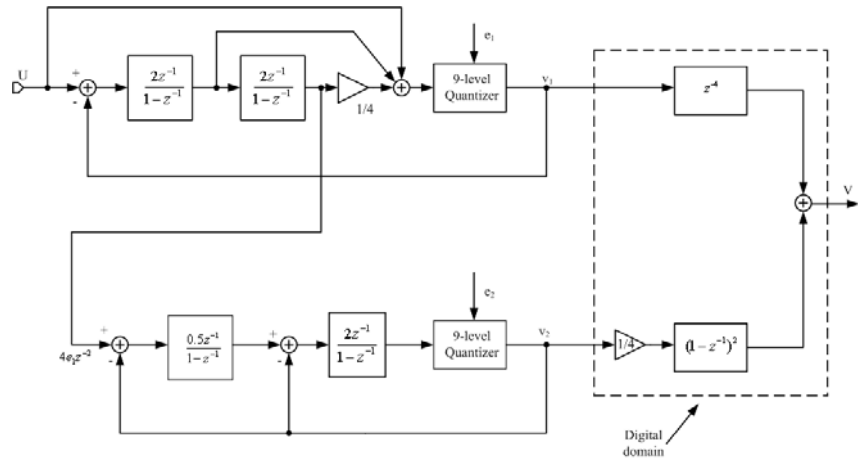 U
+
-
2z⁻¹
1 - z⁻¹
2z⁻¹
1 - z⁻¹
1/4
e₁
9-level
Quantizer
v₁
z⁻⁴
V
4e₁z⁻²
+
-
0.5z⁻¹
1 - z⁻¹
+
-
2z⁻¹
1 - z⁻¹
e₂
9-level
Quantizer
v₂
1/4
(1 - z⁻¹)²
Digital
domain